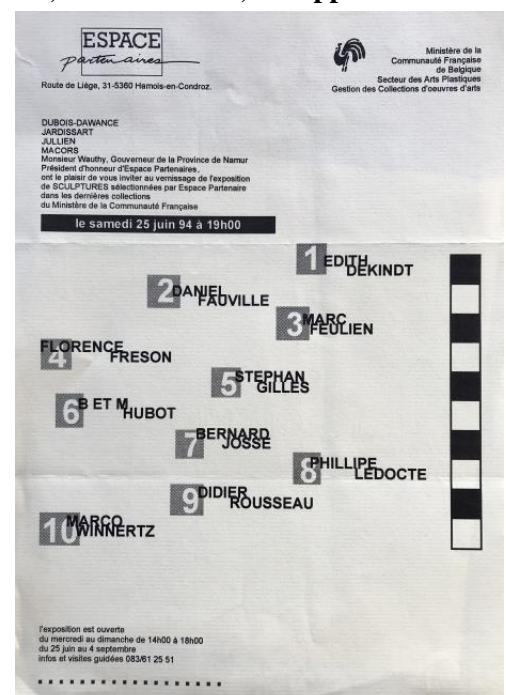 ESPACE
partenaires
Route de Liège, 31-5360 Hamois-en-Condroz.
Ministère de la
Communauté Française
de Belgique
Secteur des Arts Plastiques
Gestion des Collections d'oeuvres d'arts
DUBOIS-DAWANCE
JARDISSART
JULLIEN
MACORS
Monsieur Wauthy, Gouverneur de la Province de Namur
Président d'honneur d'Espace Partenaires,
ont le plaisir de vous inviter au vernissage de l'exposition
de SCULPTURES sélectionnées par Espace Partenaire
dans les dernières collections
du Ministère de la Communauté Française
le samedi 25 juin 94 à 19h00
1 EDITH
DEKINDT
2 DANIEL
FAUVILLE
3 MARC
FEULIEN
4 FLORENCE
FRESON
5 STEPHAN
GILLES
6 B ET M
HUBOT
7 BERNARD
JOSSE
8 PHILLIPE
LEDOCTE
9 DIDIER
ROUSSEAU
10 MARCO
WINNERTZ
l'exposition est ouverte
du mercredi au dimanche de 14h00 à 18h00
du 25 juin au 4 septembre
infos et visites guidées 083/61 25 51